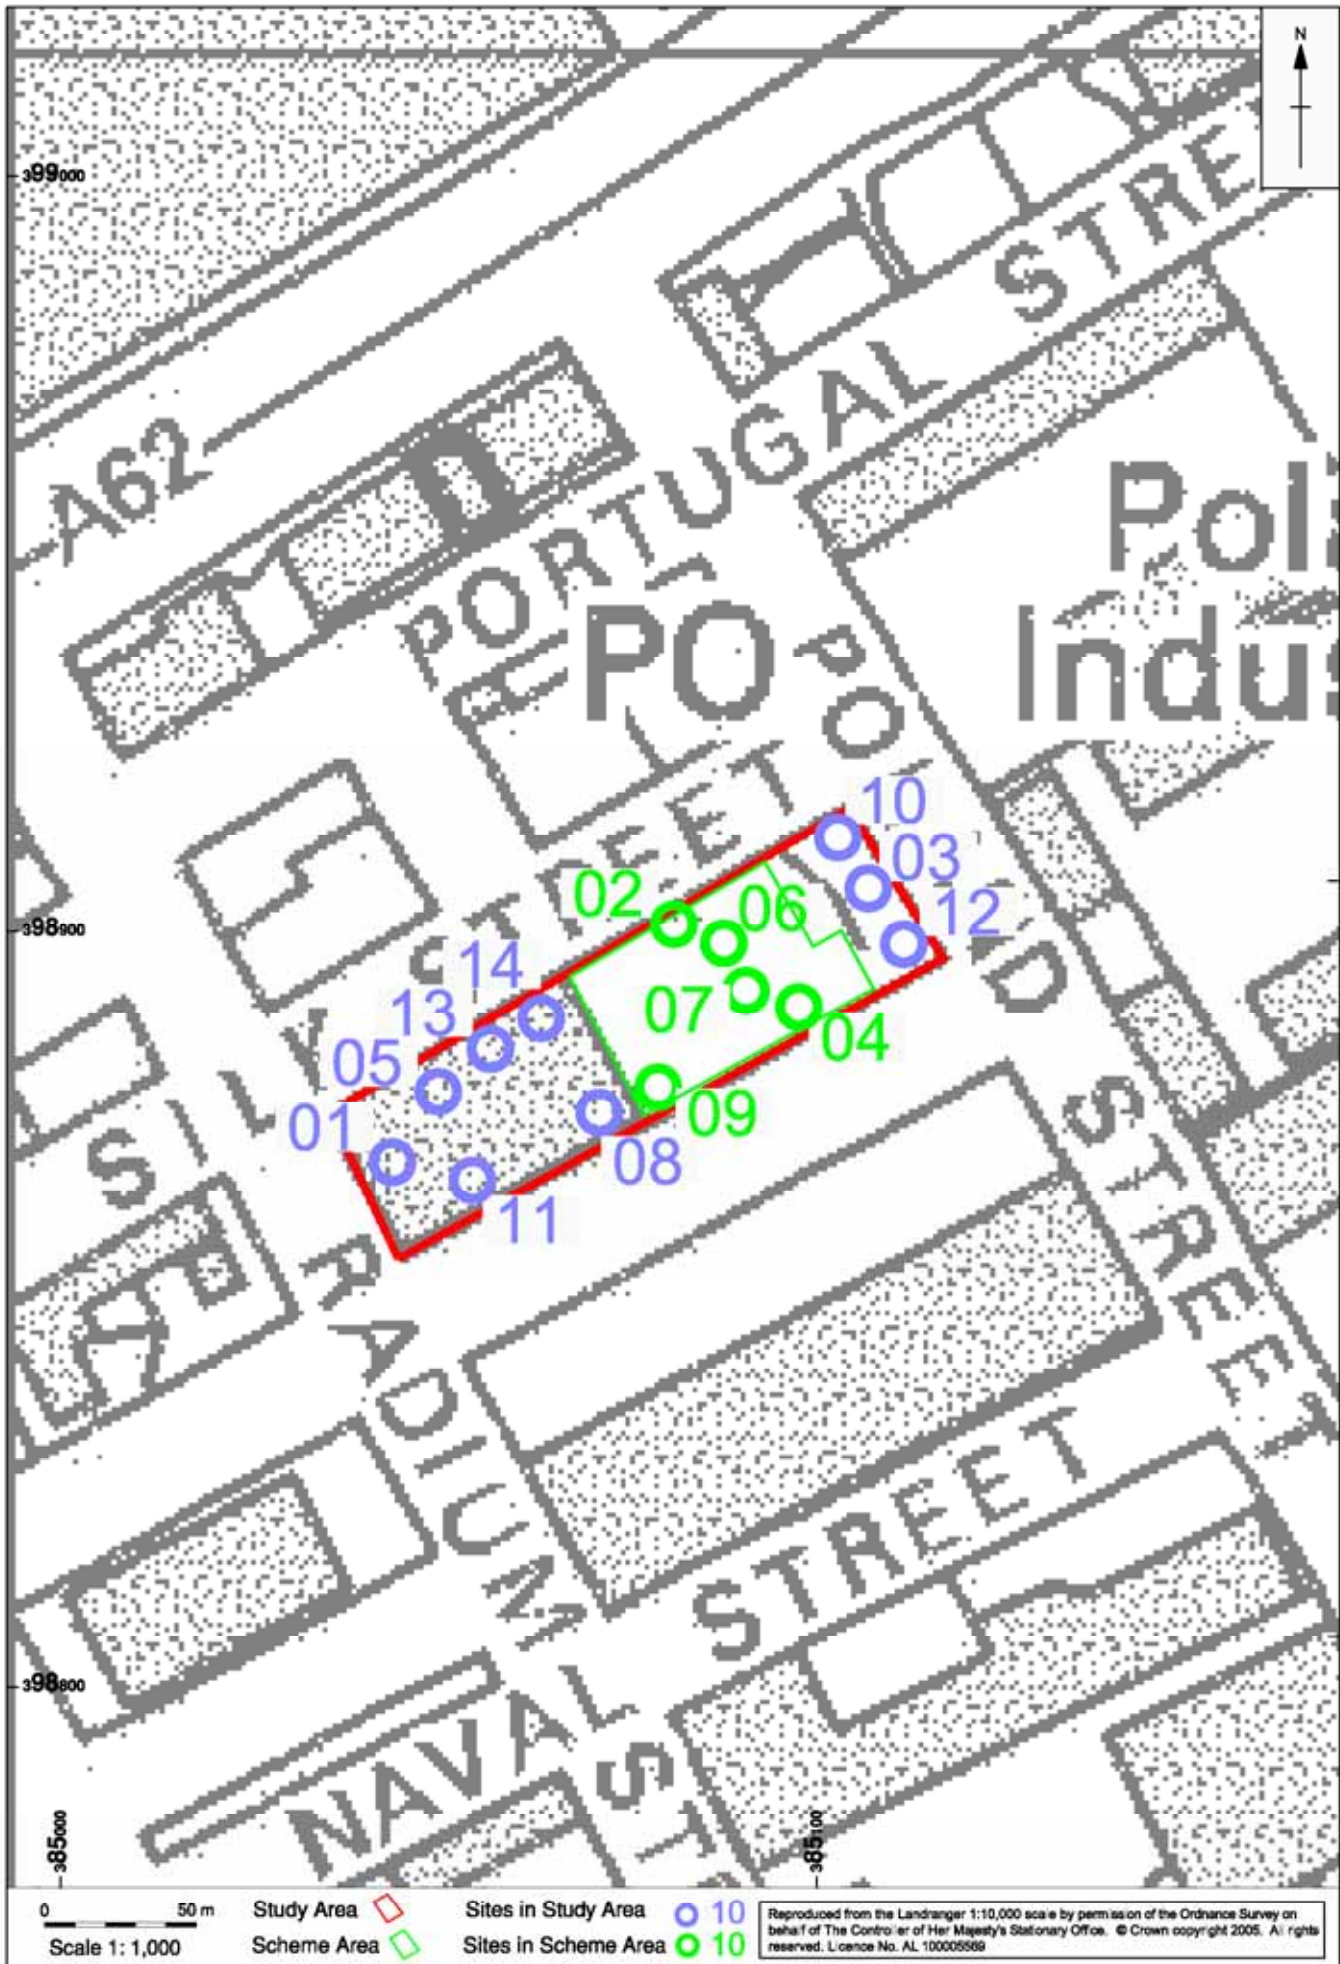 N
399000
A62
PORTUGAL STRE
Poll
Indus
PO
POLAND STREET
SILVER STREET
10
03
12
02
06
398900
14
13
07
04
05
01
09
08
11
RADIUM ST
STREET
398800
NAVAL
385000
385100
0 50 m
Scale 1: 1,000
Study Area
Scheme Area
Sites in Study Area 10
Sites in Scheme Area 10
Reproduced from the Landranger 1:10,000 scale by permission of the Ordnance Survey on
behalf of The Controller of Her Majesty's Stationary Office. © Crown copyright 2005. All rights
reserved. Licence No. AL 100005569